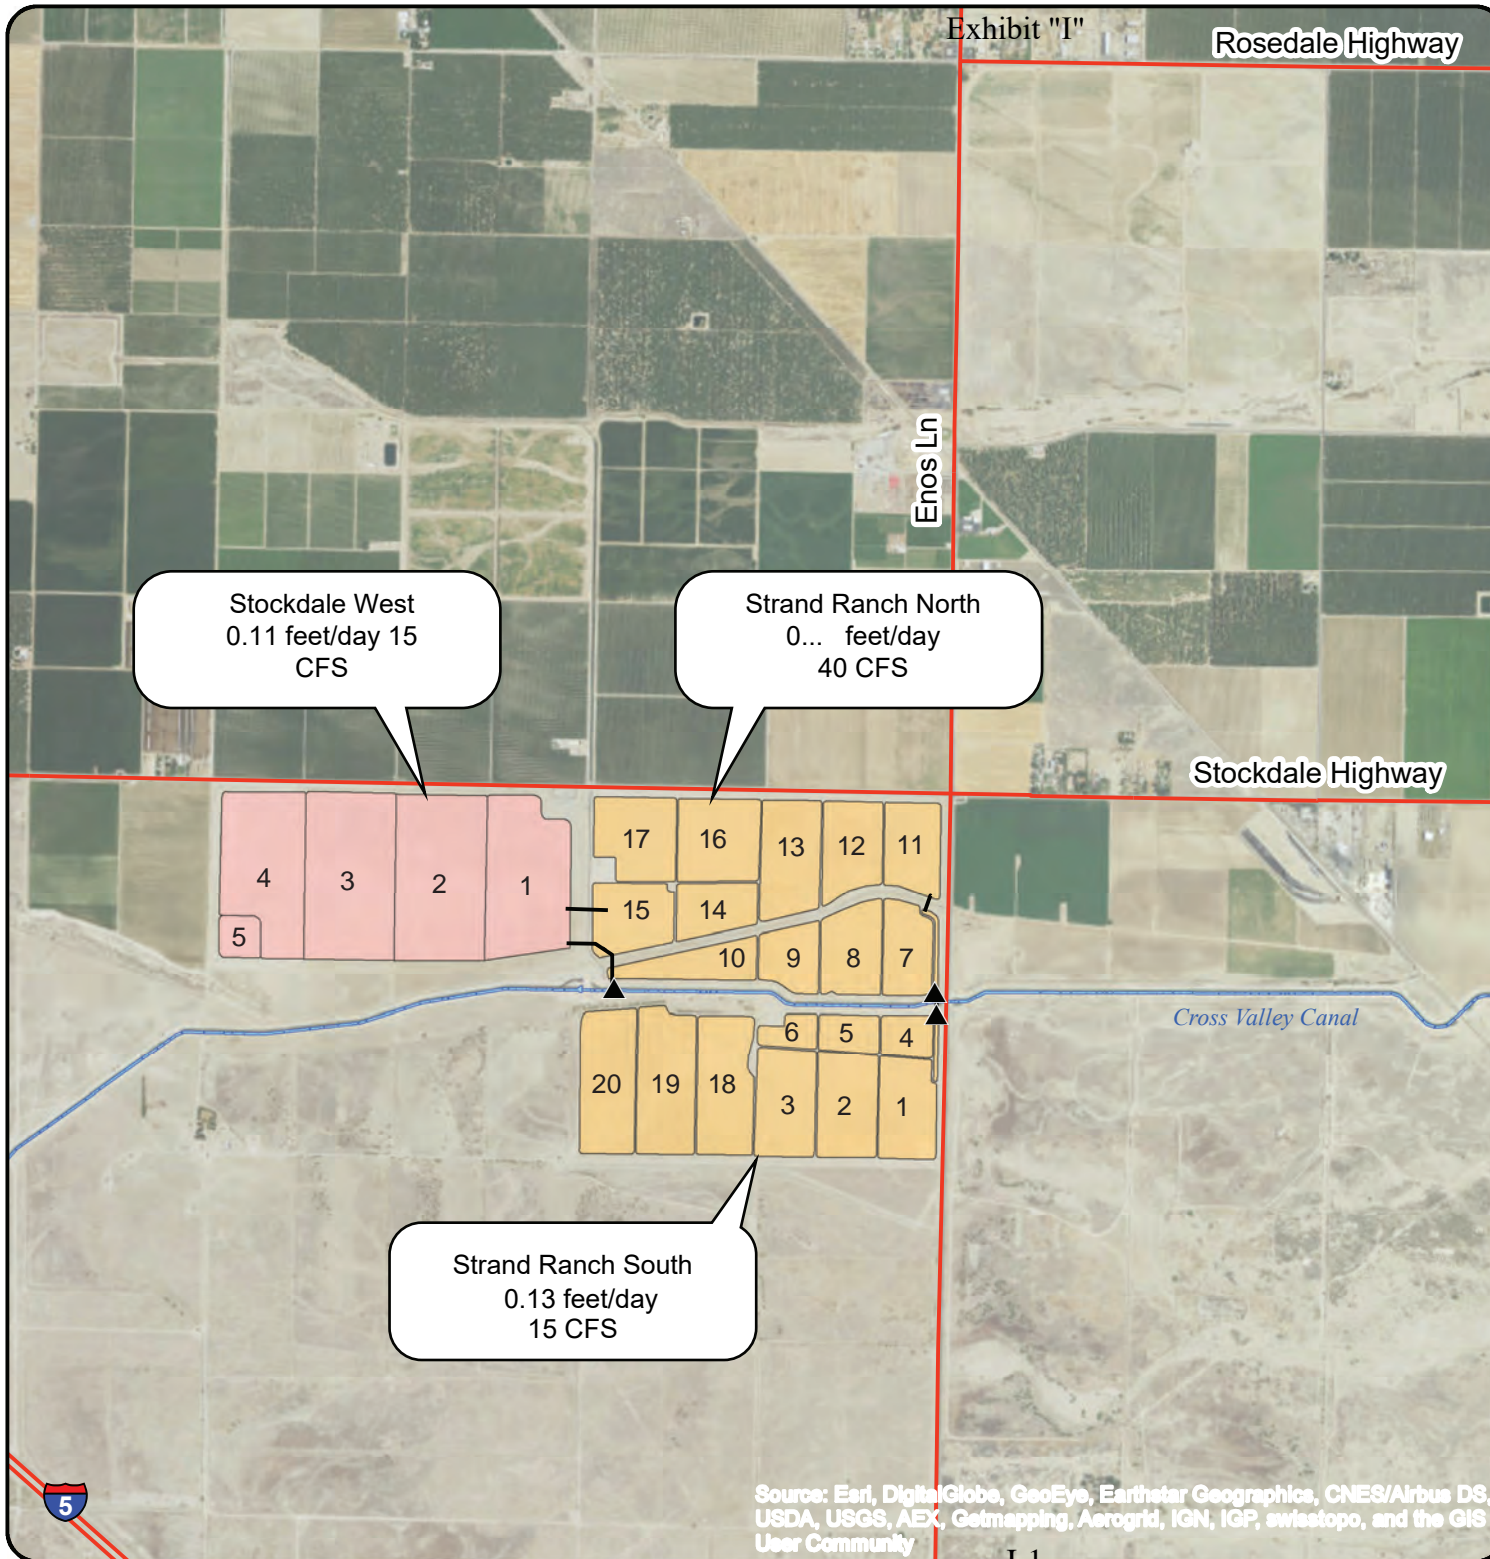 Exhibit "I"
Rosedale Highway
Enos Ln
Stockdale West
0.11 feet/day 15
CFS
Strand Ranch North
0... feet/day
40 CFS
Stockdale Highway
17
16
13
12
11
4
3
2
1
15
14
5
10
9
8
7
Cross Valley Canal
6
5
4
20
19
18
3
2
1
Strand Ranch South
0.13 feet/day
15 CFS
5
Source: Esri, DigitalGlobe, GeoEye, Earthstar Geographics, CNES/Airbus DS,
USDA, USGS, AEX, Getmapping, Aerogrid, IGN, IGP, swisstopo, and the GIS
User Community